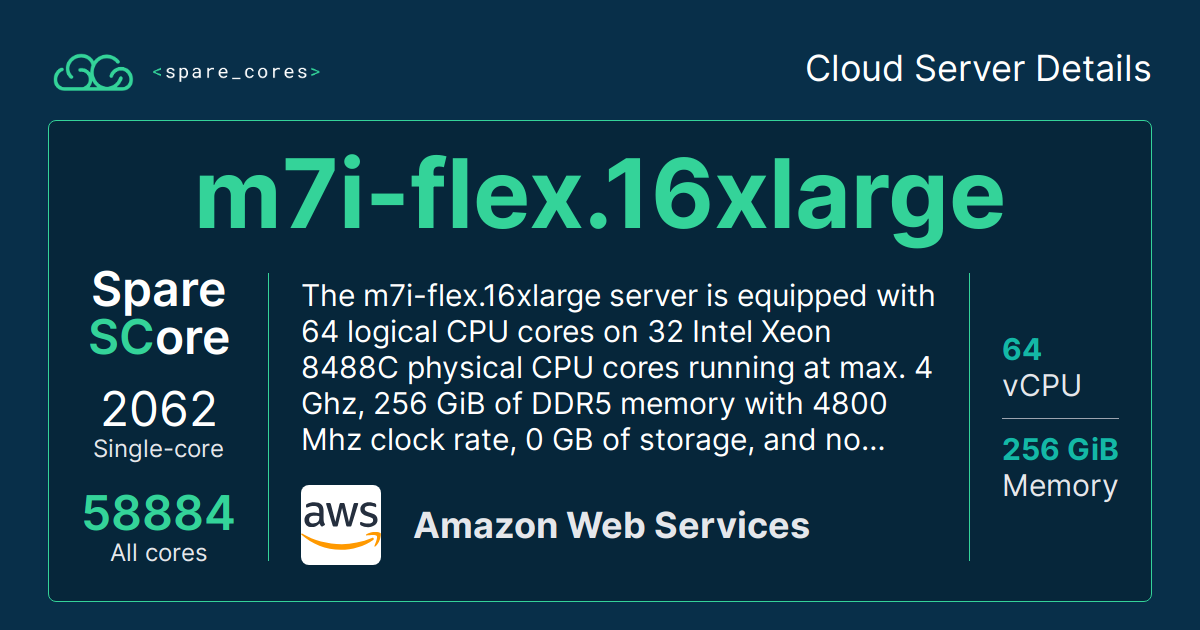 <spare_cores>
Cloud Server Details
m7i-flex.16xlarge
Spare
SCore
2062
Single-core
58884
All cores
The m7i-flex.16xlarge server is equipped with
64 logical CPU cores on 32 Intel Xeon
8488C physical CPU cores running at max. 4
Ghz, 256 GiB of DDR5 memory with 4800
Mhz clock rate, 0 GB of storage, and no...
aws
Amazon Web Services
64
vCPU
256 GiB
Memory